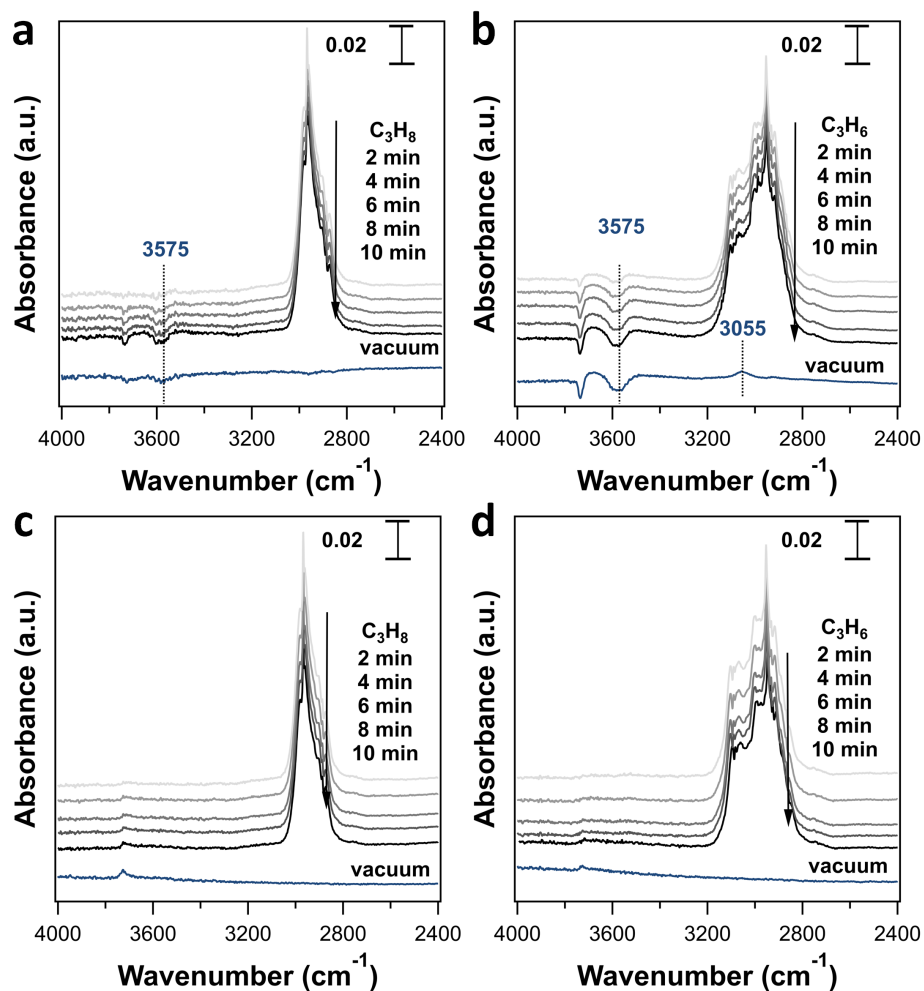 a
0.02
C3H8
2 min
4 min
6 min
8 min
10 min
3575
vacuum
Absorbance (a.u.)
4000 3600 3200 2800 2400
Wavenumber (cm-1)
b
0.02
C3H6
2 min
4 min
6 min
8 min
10 min
3575
3055
vacuum
Absorbance (a.u.)
4000 3600 3200 2800 2400
Wavenumber (cm-1)
c
0.02
C3H8
2 min
4 min
6 min
8 min
10 min
vacuum
Absorbance (a.u.)
4000 3600 3200 2800 2400
Wavenumber (cm-1)
d
0.02
C3H6
2 min
4 min
6 min
8 min
10 min
vacuum
Absorbance (a.u.)
4000 3600 3200 2800 2400
Wavenumber (cm-1)